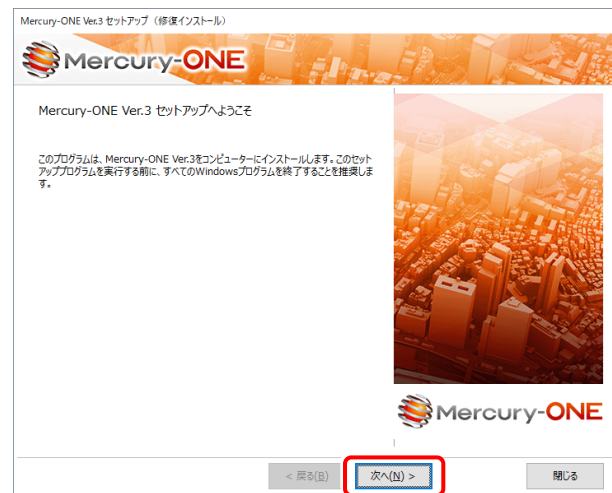 Mercury-ONE Ver.3 セットアップ（修復インストール）
Mercury-ONE
Mercury-ONE Ver.3 セットアップへようこそ
このプログラムは、Mercury-ONE Ver.3をコンピューターにインストールします。このセット
アッププログラムを実行する前に、すべてのWindowsプログラムを終了することを推奨しま
す。
Mercury-ONE
< 戻る(B)
次へ(N) >
閉じる